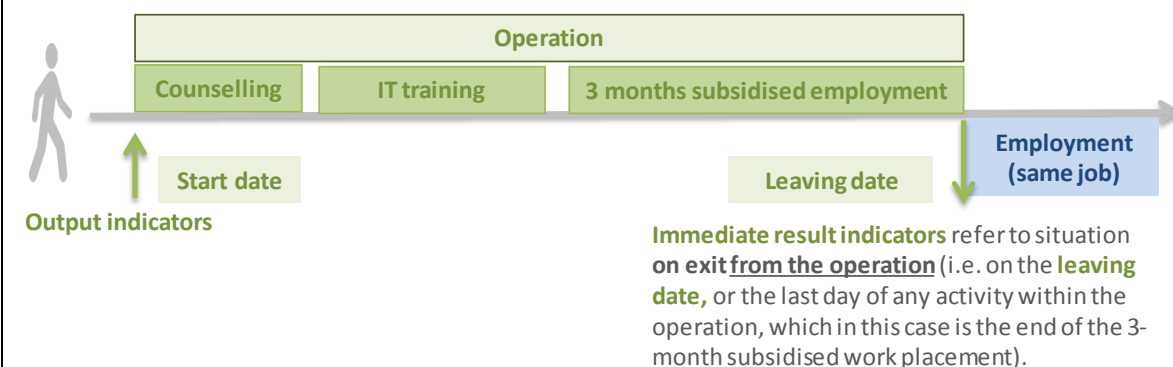 Operation
Counselling
IT training
3 months subsidised employment
Start date
Leaving date
Employment
(same job)
Output indicators
Immediate result indicators refer to situation
on exit from the operation (i.e. on the leaving
date, or the last day of any activity within the
operation, which in this case is the end of the 3-
month subsidised work placement).